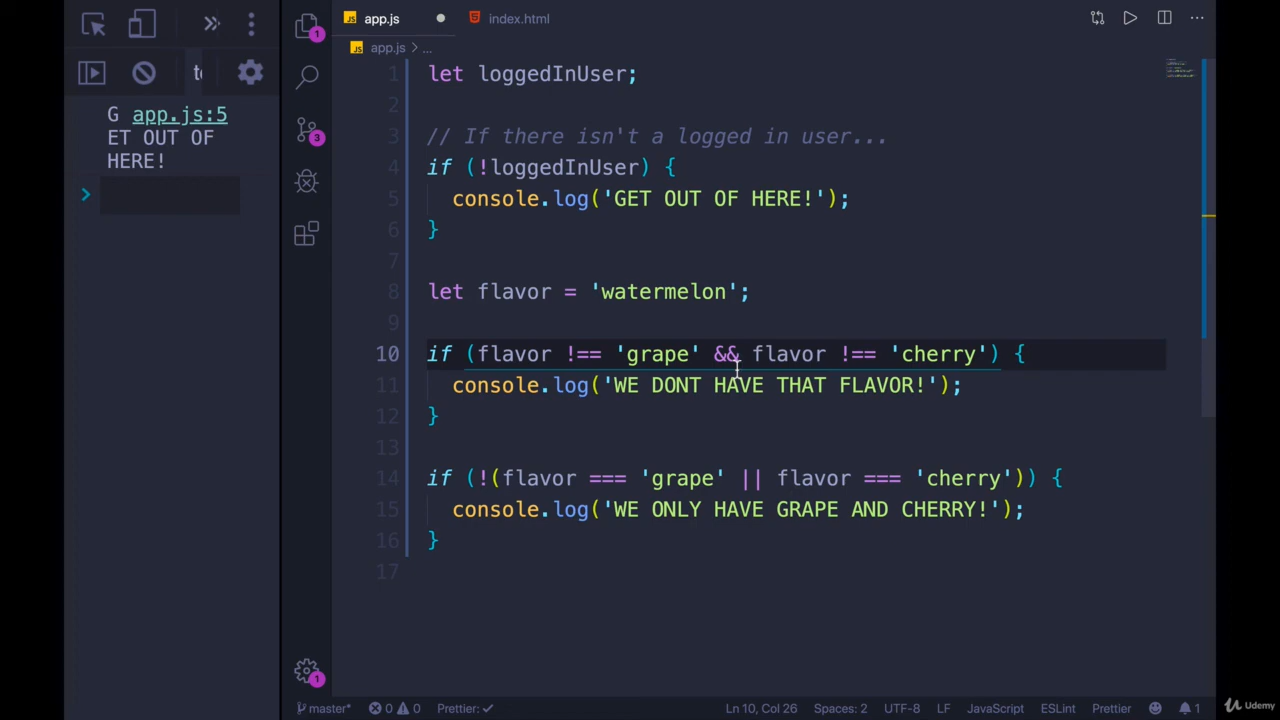 app.js
index.html
app.js > ...
G app.js:5
ET OUT OF
HERE!
>
1 let loggedInUser;
2
3 // If there isn't a logged in user...
4 if (!loggedInUser) {
5 console.log('GET OUT OF HERE!');
6 }
7
8 let flavor = 'watermelon';
9
10 if (flavor !== 'grape' && flavor !== 'cherry') {
11 console.log('WE DONT HAVE THAT FLAVOR!');
12 }
13
14 if (!(flavor === 'grape' || flavor === 'cherry')) {
15 console.log('WE ONLY HAVE GRAPE AND CHERRY!');
16 }
17
1
3
1
master* 0 0 Prettier: ✓ Ln 10, Col 26 Spaces: 2 UTF-8 LF JavaScript ESLint Prettier 1
Udemy